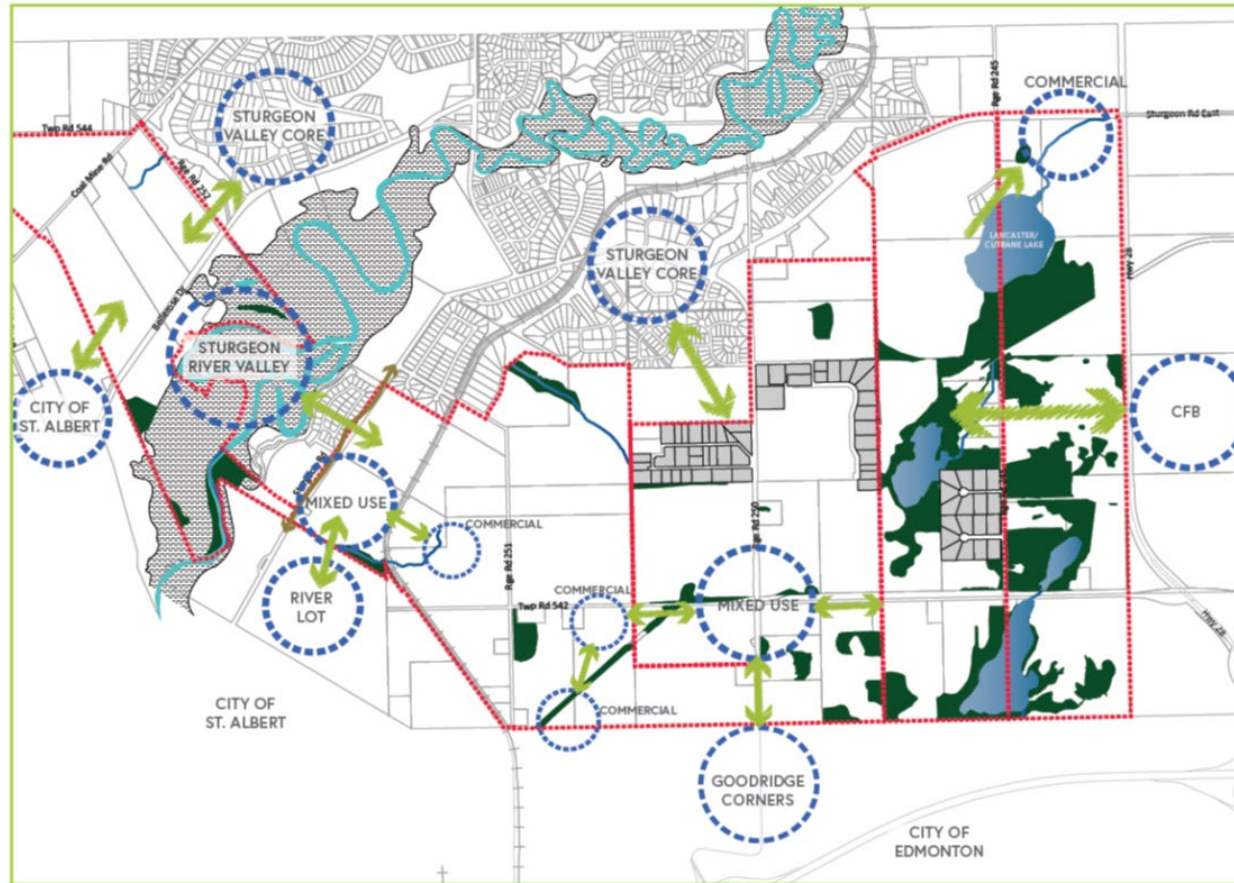 COMMERCIAL
Rge Rd 245
Sturgeon Rd East
STURGEON
VALLEY CORE
Twp Rd 544
Coal Mine Rd
Rge Rd 252
STURGEON
VALLEY CORE
LANCASTER/
CUTBANK LAKE
Hwy 28
Bellerose Dr
STURGEON
RIVER VALLEY
CITY OF
ST. ALBERT
CFB
MIXED USE
COMMERCIAL
Rge Rd 250
Rge Rd 251
RIVER
LOT
COMMERCIAL
Twp Rd 542
MIXED USE
Hwy 28
CITY OF
ST. ALBERT
COMMERCIAL
GOODRIDGE
CORNERS
CITY OF
EDMONTON